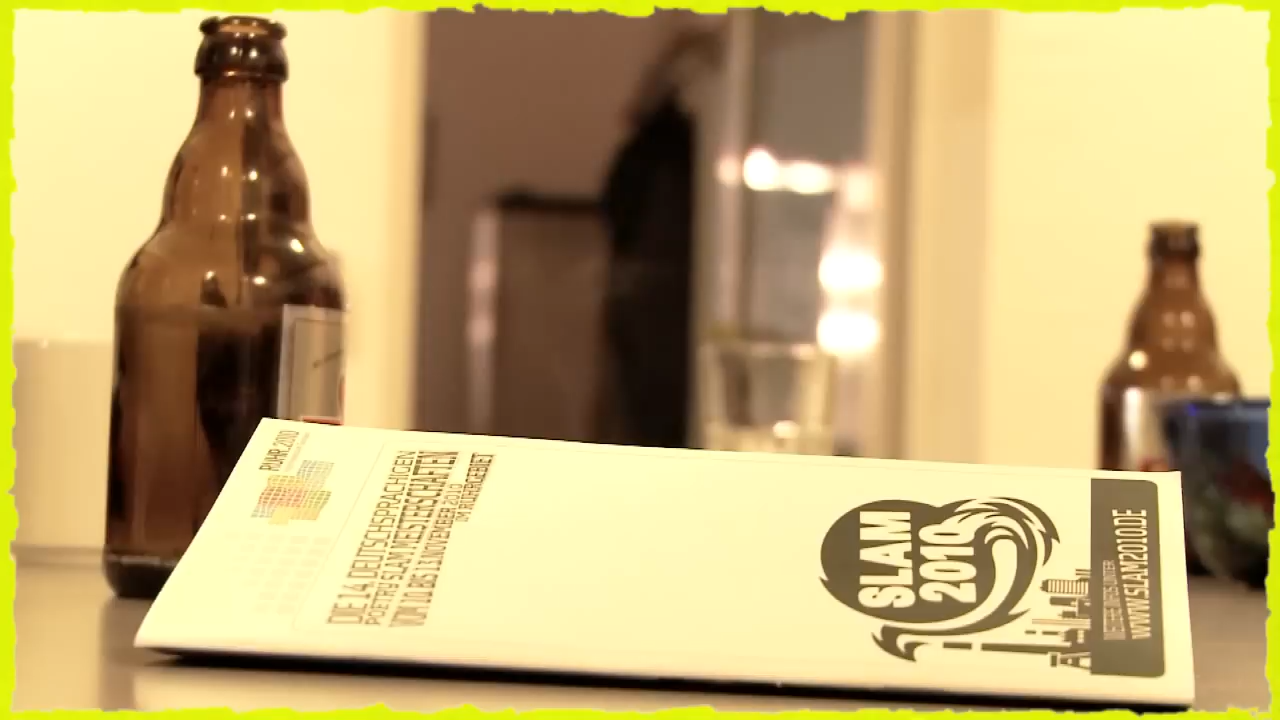 RUHR.2010
DIE 14. DEUTSCHSPRACHIGEN
POETRY SLAM MEISTERSCHAFTEN
VOM 10. BIS 13. NOVEMBER 2010
IM RUHRGEBIET
SLAM
2010
WEITERE INFOS UNTER
WWW.SLAM2010.DE